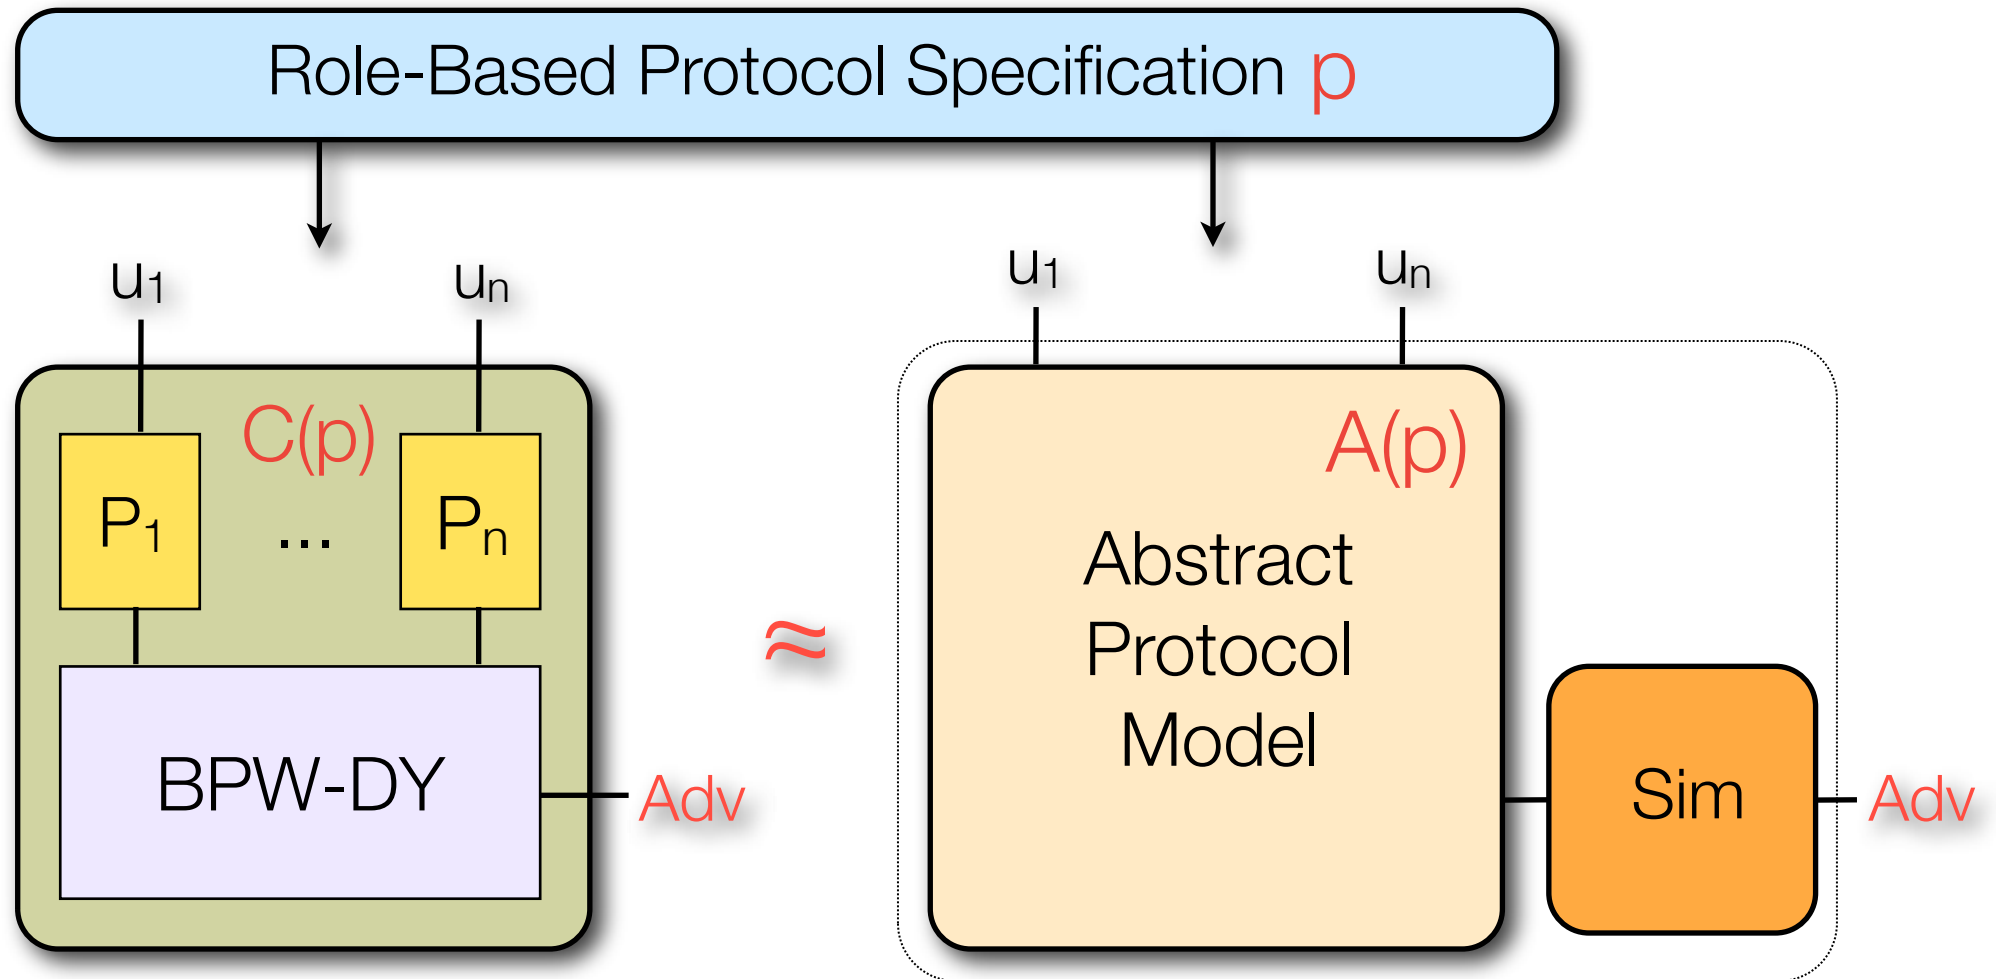 Role-Based Protocol Specification p
u₁ uₙ u₁ uₙ
C(p)
A(p)
P₁ ... Pₙ
Abstract
Protocol
Model
≈
BPW-DY
Adv
Sim
Adv